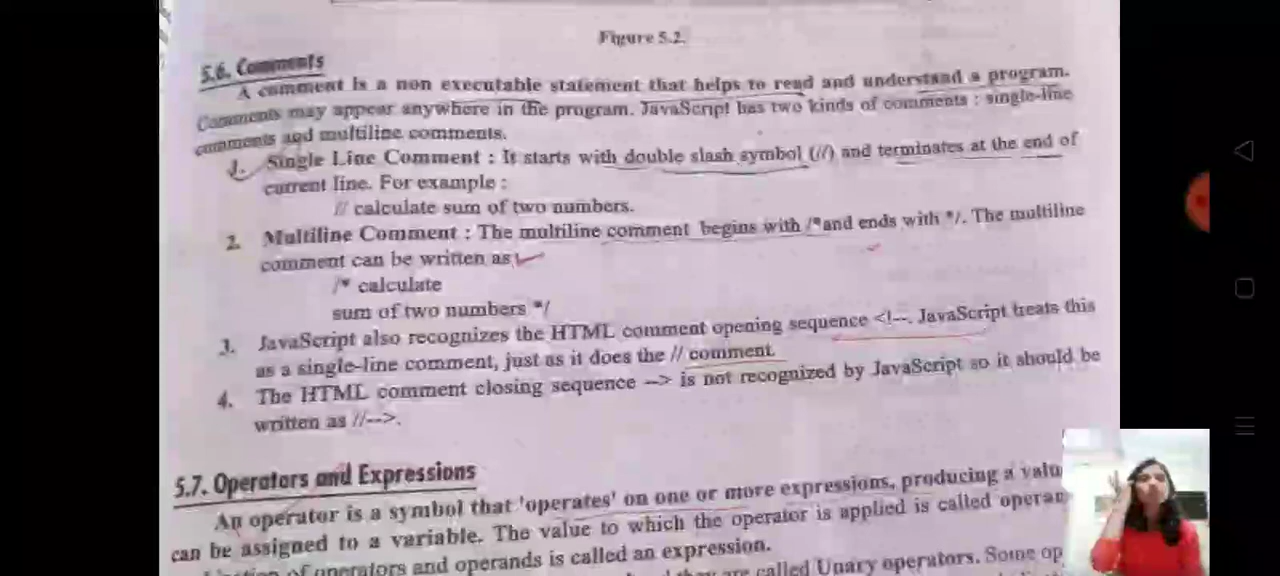 Figure 5.2.
5.6. Comments
A comment is a non executable statement that helps to read and understand a program.
Comments may appear anywhere in the program. JavaScript has two kinds of comments : single-line
comments and multiline comments.
1. Single Line Comment : It starts with double slash symbol (//) and terminates at the end of
current line. For example :
// calculate sum of two numbers.
2. Multiline Comment : The multiline comment begins with /* and ends with */. The multiline
comment can be written as
/* calculate
sum of two numbers */
3. JavaScript also recognizes the HTML comment opening sequence <!--. JavaScript treats this
as a single-line comment, just as it does the // comment.
4. The HTML comment closing sequence --> is not recognized by JavaScript so it should be
written as //-->.
5.7. Operators and Expressions
An operator is a symbol that 'operates' on one or more expressions, producing a valu
can be assigned to a variable. The value to which the operator is applied is called operan
of operators and operands is called an expression.
they are called Unary operators. Some op